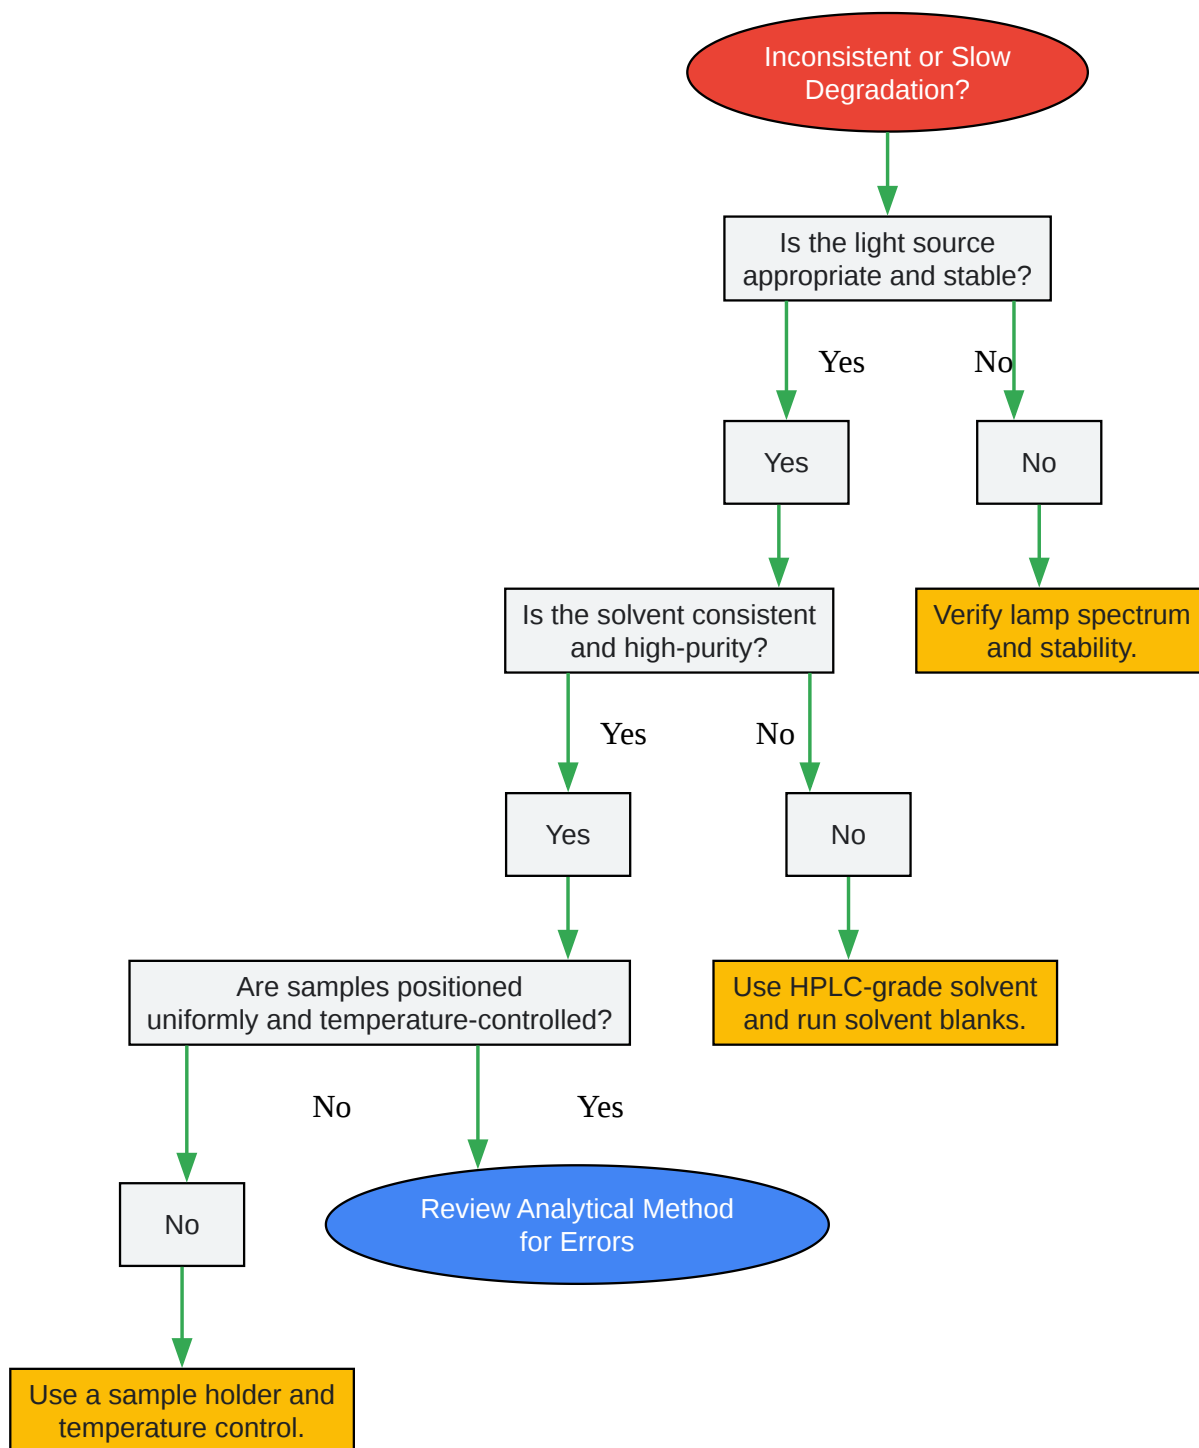 Inconsistent or Slow
Degradation?
Is the light source
appropriate and stable?
Yes
No
Yes
No
Is the solvent consistent
and high-purity?
Verify lamp spectrum
and stability.
Yes
No
Yes
No
Are samples positioned
uniformly and temperature-controlled?
Use HPLC-grade solvent
and run solvent blanks.
No
Yes
No
Review Analytical Method
for Errors
Use a sample holder and
temperature control.